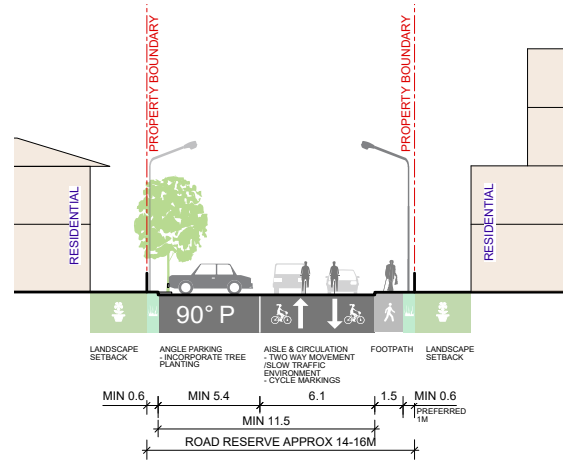 PROPERTY BOUNDARY
PROPERTY BOUNDARY
RESIDENTIAL
RESIDENTIAL
90° P
LANDSCAPE
SETBACK
ANGLE PARKING
- INCORPORATE TREE
PLANTING
AISLE & CIRCULATION
- TWO WAY MOVEMENT
/SLOW TRAFFIC
ENVIRONMENT
- CYCLE MARKINGS
FOOTPATH
LANDSCAPE
SETBACK
MIN 0.6
MIN 5.4
6.1
1.5
MIN 0.6
PREFERRED
1M
MIN 11.5
ROAD RESERVE APPROX 14-16M